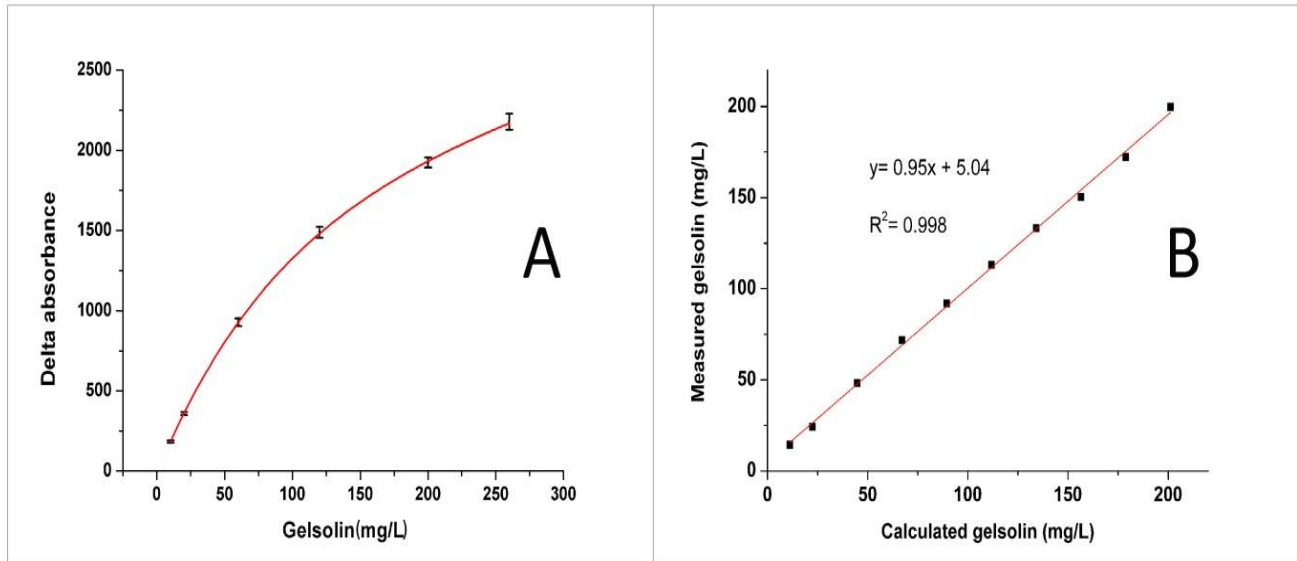 2500
2000
1500
1000
500
0
Delta absorbance
0 50 100 150 200 250 300
Gelsolin(mg/L)
A
200
150
100
50
0
Measured gelsolin (mg/L)
y= 0.95x + 5.04
R²= 0.998
B
0 50 100 150 200
Calculated gelsolin (mg/L)